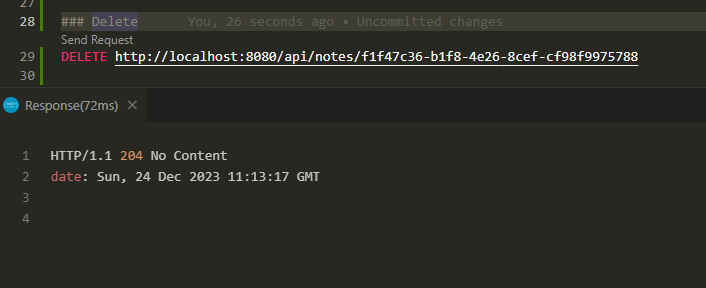 27
28 ### Delete You, 26 seconds ago • Uncommitted changes
Send Request
29 DELETE http://localhost:8080/api/notes/f1f47c36-b1f8-4e26-8cef-cf98f9975788
30
Response(72ms) ×
1 HTTP/1.1 204 No Content
2 date: Sun, 24 Dec 2023 11:13:17 GMT
3
4